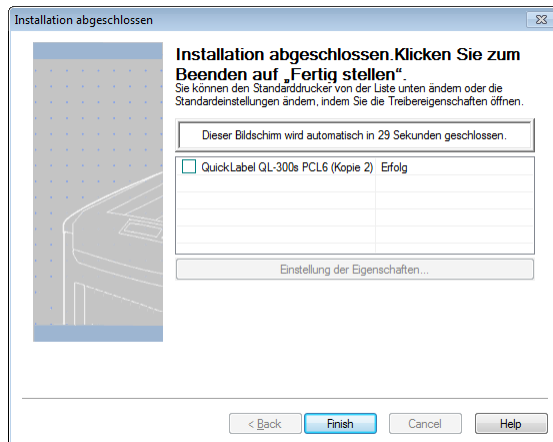 Installation abgeschlossen
Installation abgeschlossen.Klicken Sie zum
Beenden auf „Fertig stellen“.
Sie können den Standarddrucker von der Liste unten ändern oder die
Standardeinstellungen ändern, indem Sie die Treibereigenschaften öffnen.
Dieser Bildschim wird automatisch in 29 Sekunden geschlossen.
QuickLabel QL-300s PCL6 (Kopie 2) Erfolg
Einstellung der Eigenschaften...
< Back Finish Cancel Help